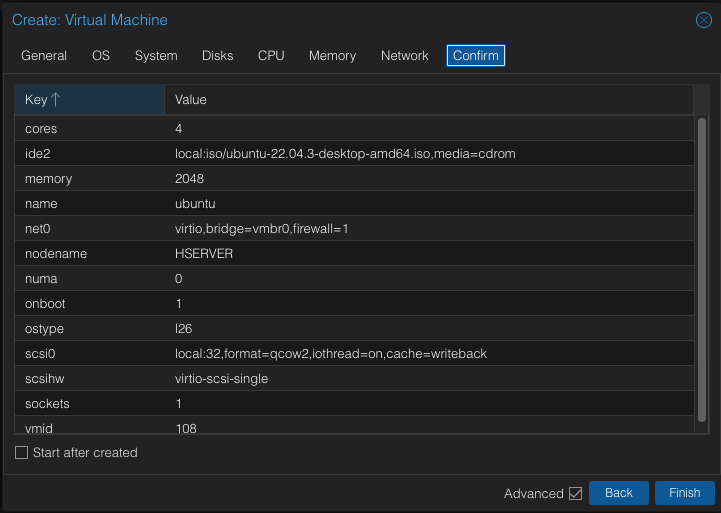 Create: Virtual Machine
General OS System Disks CPU Memory Network Confirm
Key Value
cores 4
ide2 local:iso/ubuntu-22.04.3-desktop-amd64.iso,media=cdrom
memory 2048
name ubuntu
net0 virtio,bridge=vmbr0,firewall=1
nodename HSERVER
numa 0
onboot 1
ostype l26
scsi0 local:32,format=qcow2,iothread=on,cache=writeback
scsihw virtio-scsi-single
sockets 1
vmid 108
Start after created
Advanced Back Finish